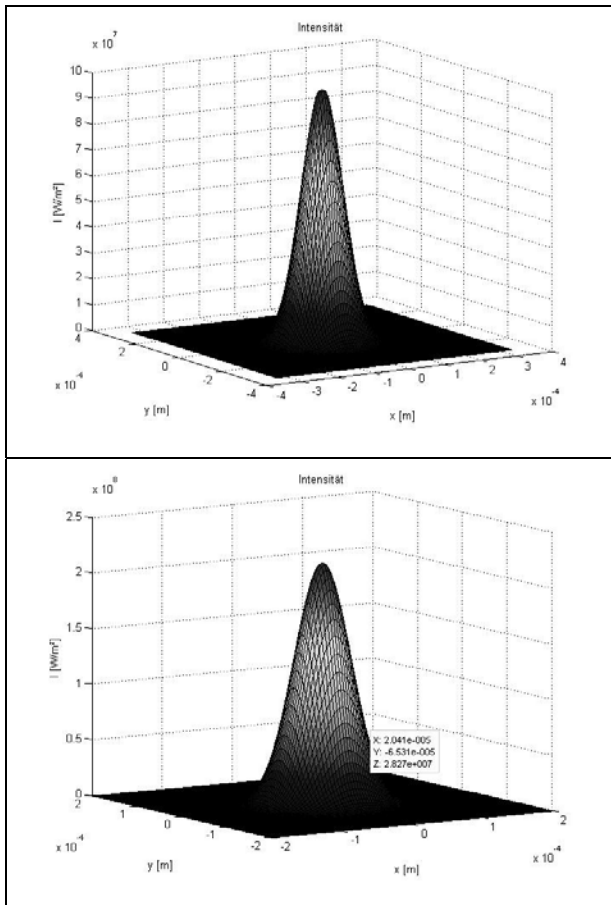 Intensität
x 10^7
10
9
8
7
6
5
4
3
2
1
0
I [W/m²]
4
2
0
-2
-4
x 10^-4
y [m]
-4
-3
-2
-1
0
1
2
3
4
x 10^-4
x [m]
Intensität
x 10^8
2.5
2
1.5
1
0.5
0
I [W/m²]
X: 2.041e-005
Y: -6.531e-005
Z: 2.827e+007
2
1
0
-1
-2
x 10^-4
y [m]
-2
-1
0
1
2
x 10^-4
x [m]